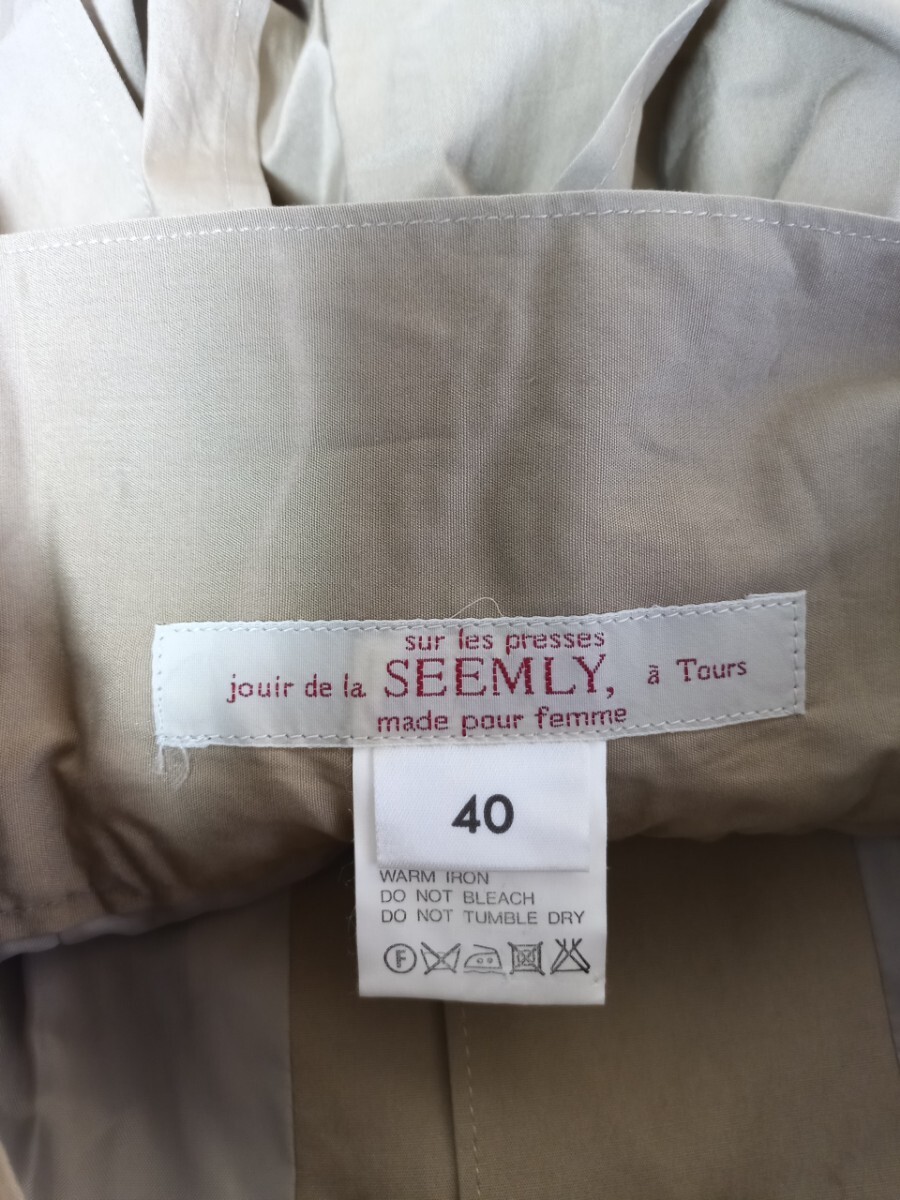 sur les presses
jouir de la SEEMLY, à Tours
made pour femme
40
WARM IRON
DO NOT BLEACH
DO NOT TUMBLE DRY
F